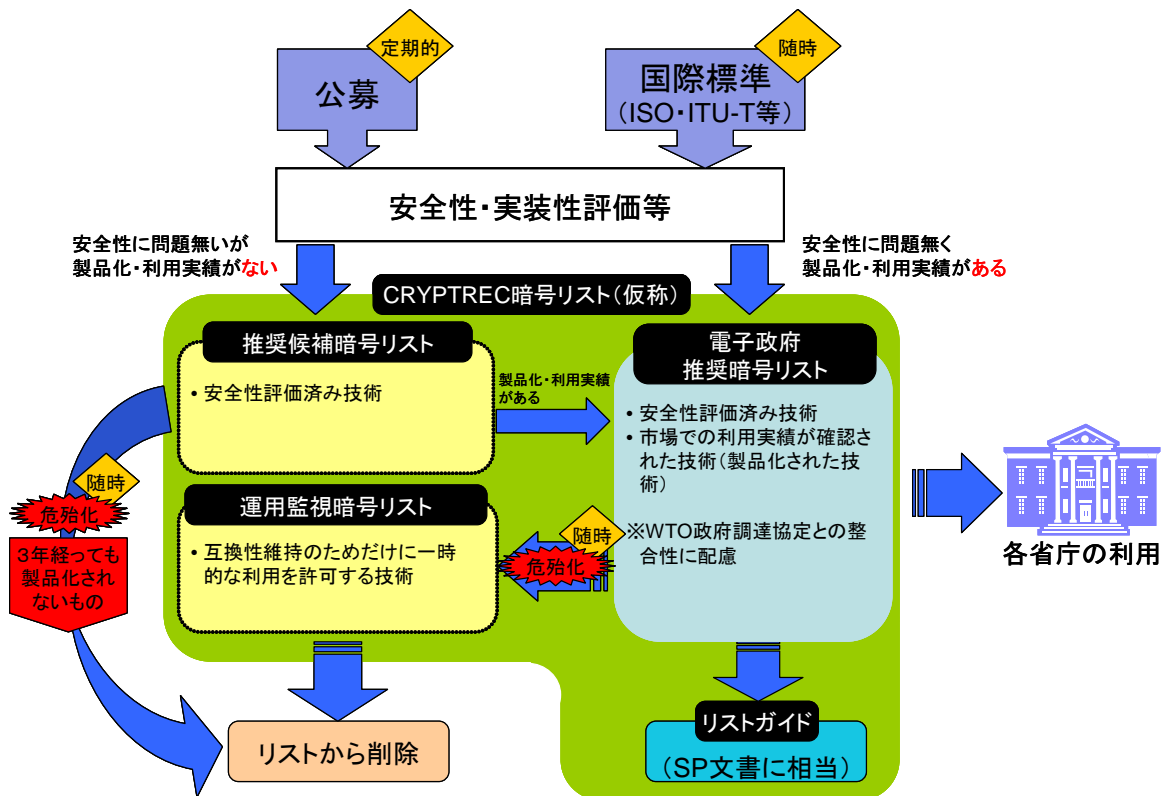 定期的
公募
随時
国際標準
（ISO・ITU-T等）
安全性・実装性評価等
安全性に問題無いが
製品化・利用実績がない
安全性に問題無く
製品化・利用実績がある
CRYPTREC暗号リスト（仮称）
推奨候補暗号リスト
• 安全性評価済み技術
製品化・利用実績
がある
電子政府
推奨暗号リスト
• 安全性評価済み技術
• 市場での利用実績が確認さ
れた技術（製品化された技
術）
※WTO政府調達協定との整
合性に配慮
随時
危殆化
3年経っても
製品化され
ないもの
運用監視暗号リスト
• 互換性維持のためだけに一時
的な利用を許可する技術
随時
危殆化
各省庁の利用
リストから削除
リストガイド
（SP文書に相当）